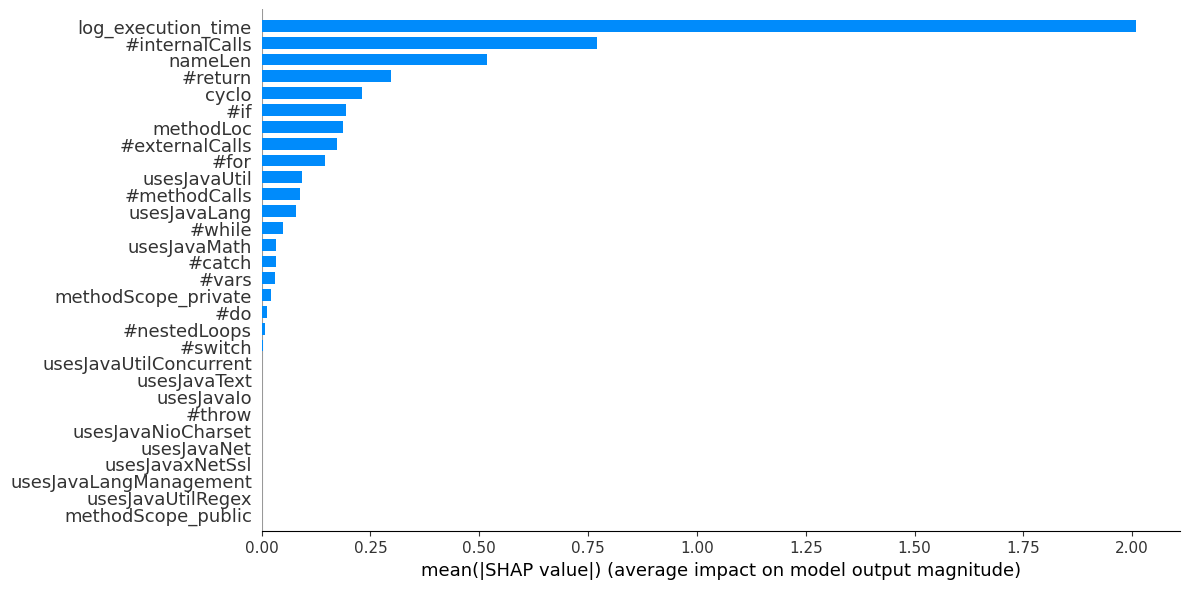 log_execution_time
#internalCalls
nameLen
#return
cyclo
#if
methodLoc
#externalCalls
#for
usesJavaUtil
#methodCalls
usesJavaLang
#while
usesJavaMath
#catch
#vars
methodScope_private
#do
#nestedLoops
#switch
usesJavaUtilConcurrent
usesJavaText
usesJavaIo
#throw
usesJavaNioCharset
usesJavaNet
usesJavaxNetSsl
usesJavaLangManagement
usesJavaUtilRegex
methodScope_public
0.00 0.25 0.50 0.75 1.00 1.25 1.50 1.75 2.00
mean(|SHAP value|) (average impact on model output magnitude)